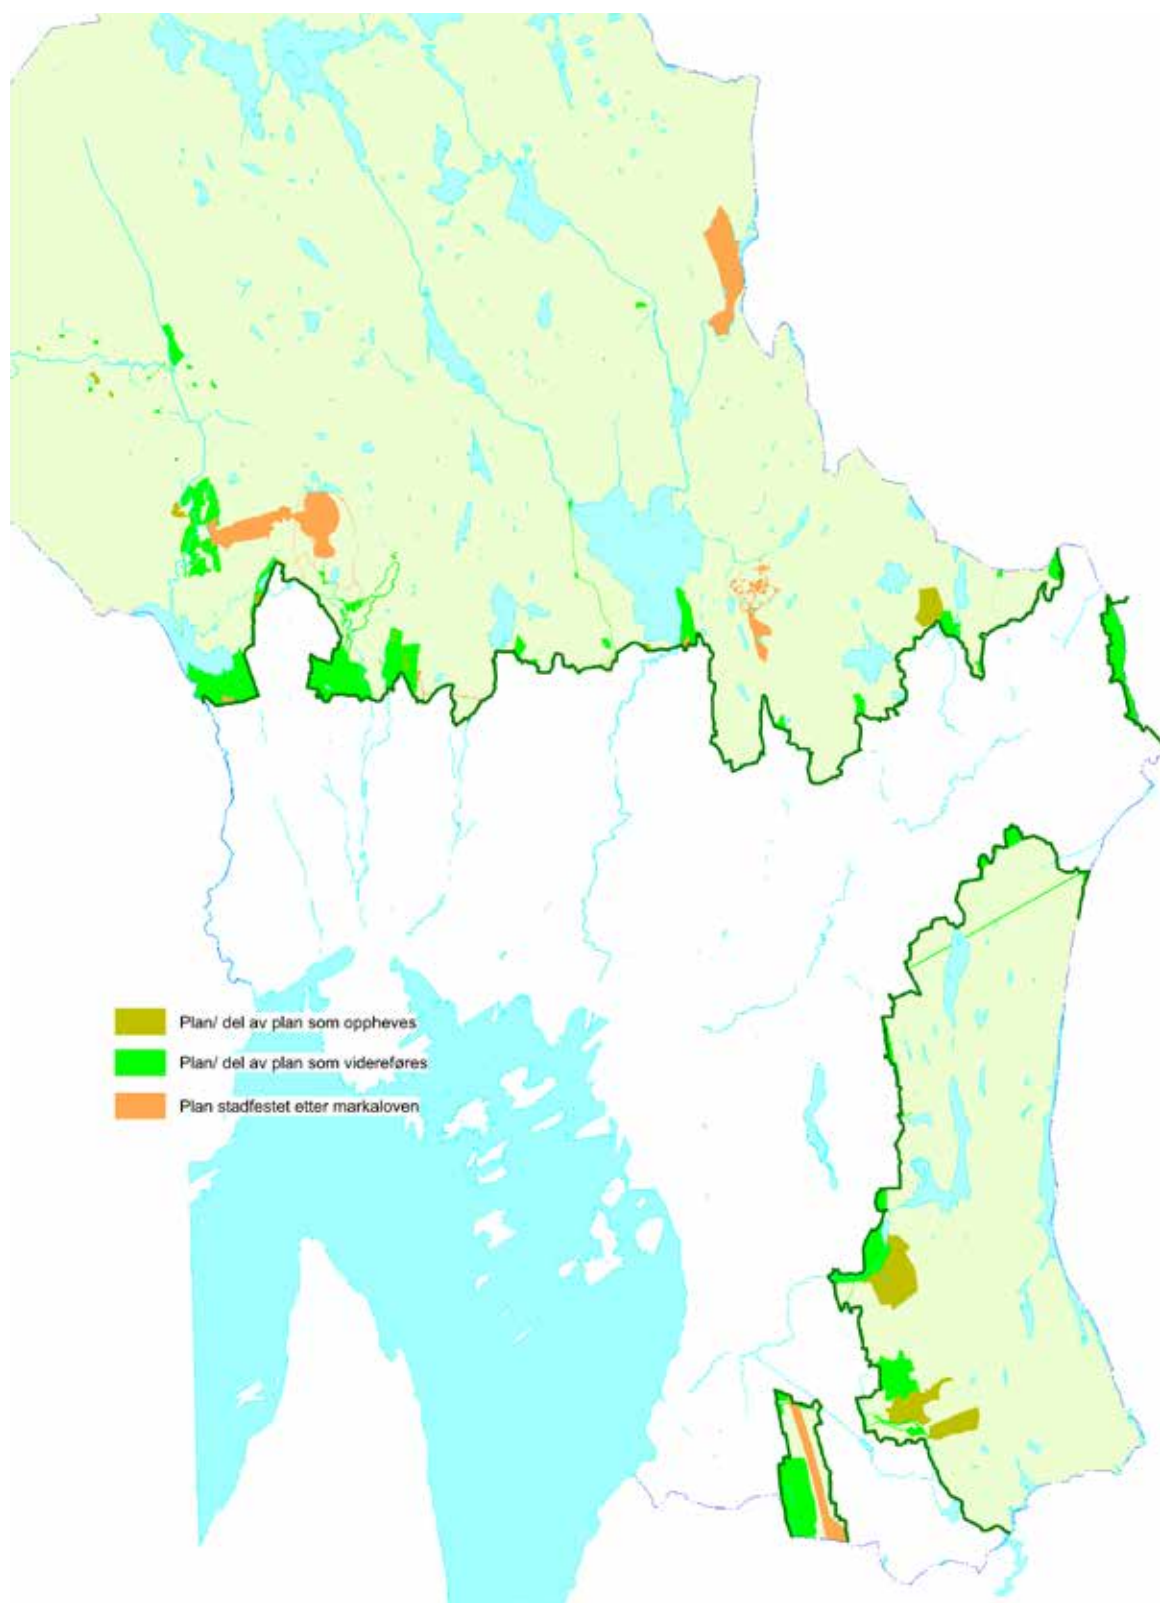 Plan/ del av plan som oppheves
Plan/ del av plan som videreføres
Plan stadfestet etter markaloven